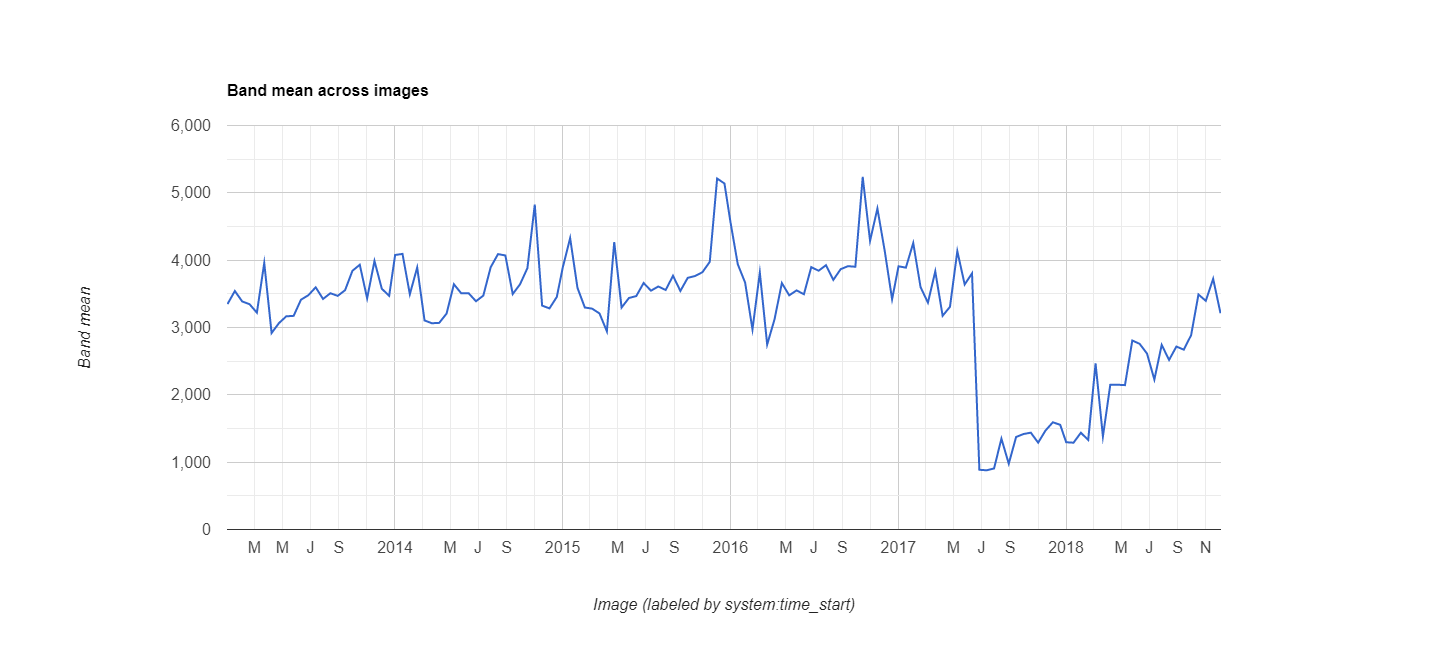 Band mean across images
6,000
5,000
4,000
3,000
2,000
1,000
0
Band mean
M M J S 2014 M J S 2015 M J S 2016 M J S 2017 M J S 2018 M J S N
Image (labeled by system:time_start)